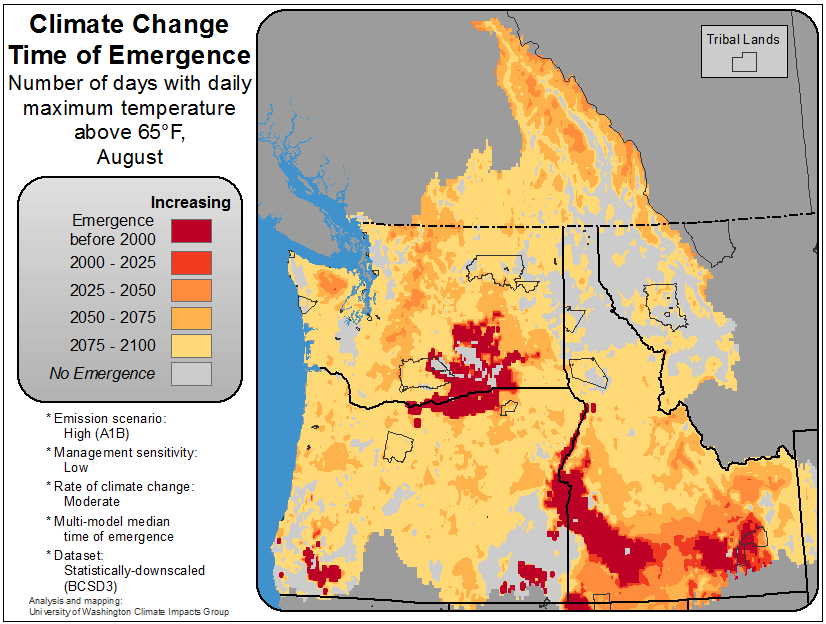 Climate Change
Time of Emergence
Number of days with daily
maximum temperature
above 65°F,
August
Increasing
Emergence
before 2000
2000 - 2025
2025 - 2050
2050 - 2075
2075 - 2100
No Emergence
* Emission scenario:
High (A1B)
* Management sensitivity:
Low
* Rate of climate change:
Moderate
* Multi-model median
time of emergence
* Dataset:
Statistically-downscaled
(BCSD3)
Analysis and mapping:
University of Washington Climate Impacts Group
Tribal Lands